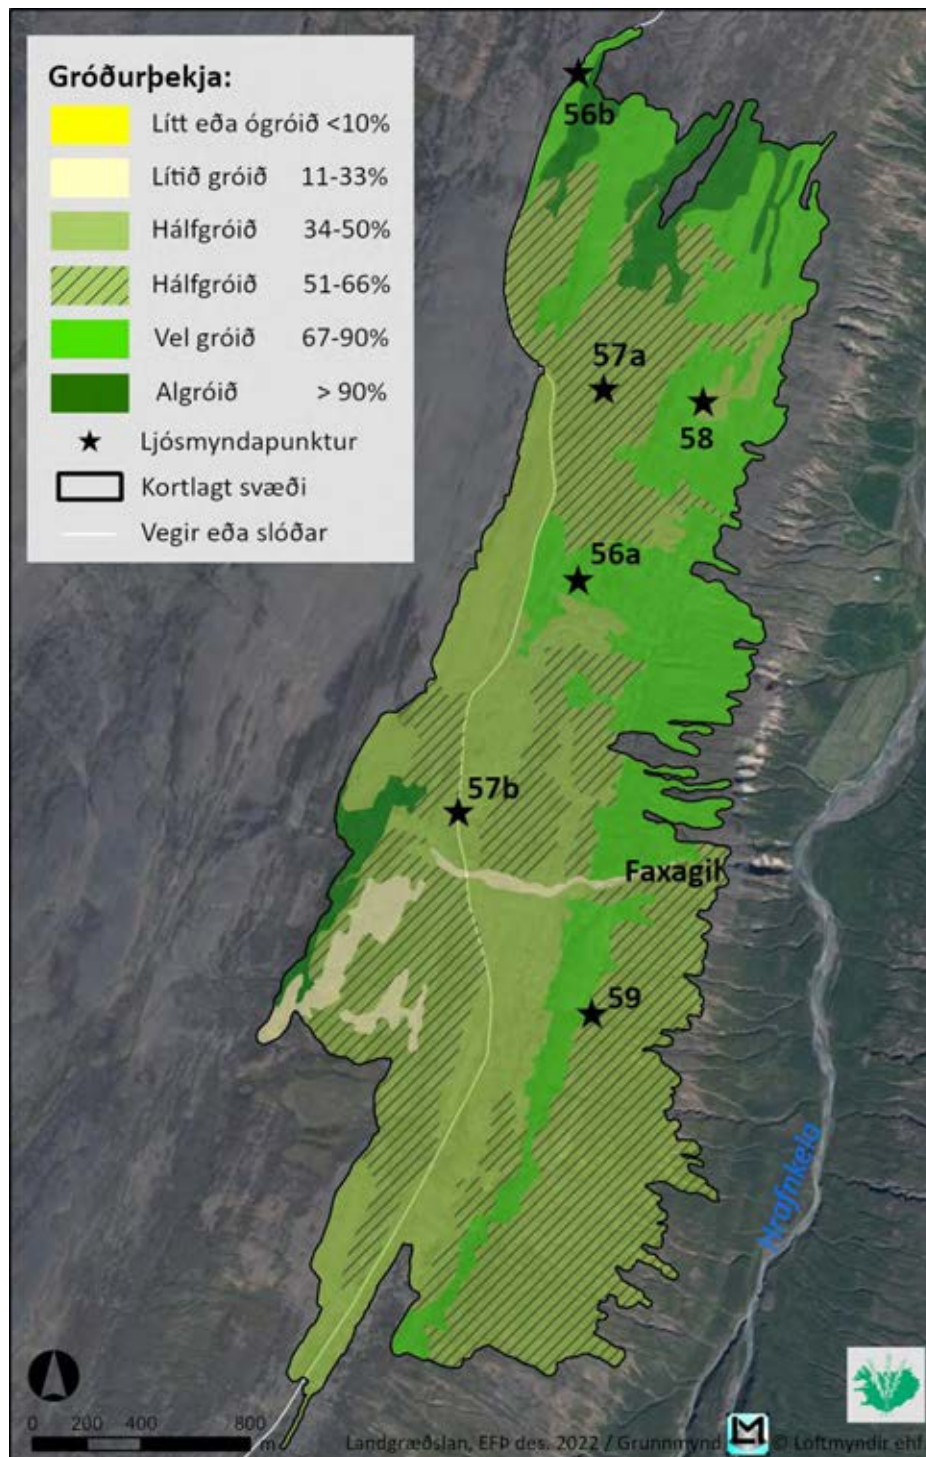 Gróðurþekja:
Lítt eða ógróið <10%
Lítið gróið 11-33%
Hálfgróið 34-50%
Hálfgróið 51-66%
Vel gróið 67-90%
Algróið > 90%
Ljósmyndapunktur
Kortlagt svæði
Vegir eða slóðar
56b
57a
58
56a
57b
Faxagil
59
Hrafnkela
0 200 400 800
m
Landgræðslan, EFÞ des. 2022 / Grunnmynd LM © Loftmyndir ehf.